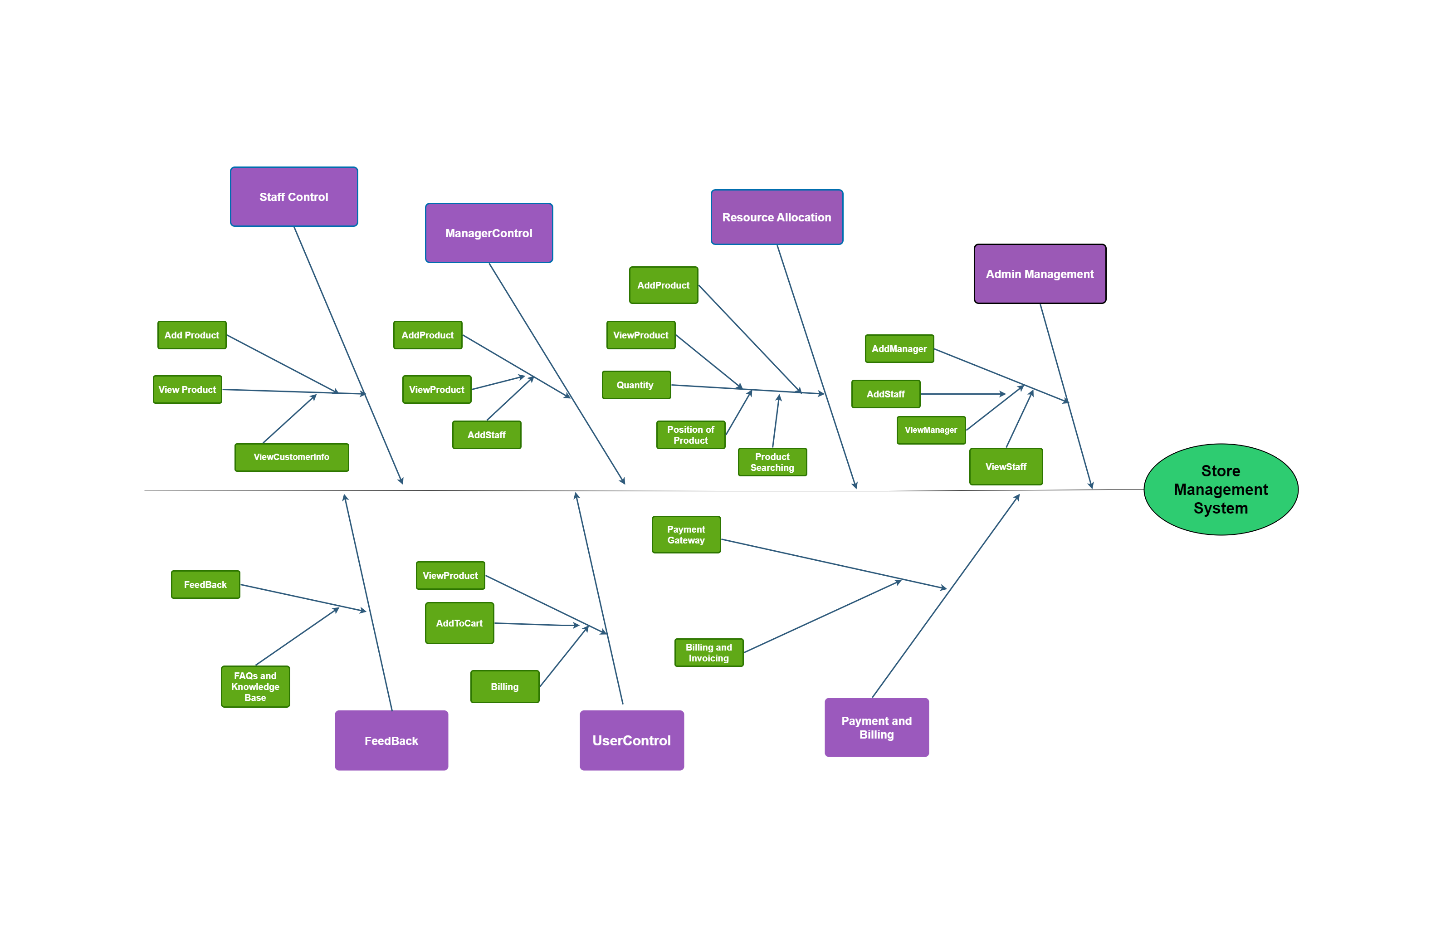 Staff Control
ManagerControl
Resource Allocation
Admin Management
AddProduct
Add Product
AddProduct
ViewProduct
AddManager
View Product
ViewProduct
Quantity
AddStaff
ViewCustomerInfo
AddStaff
Position of
Product
Product
Searching
ViewManager
ViewStaff
Store
Management
System
Payment
Gateway
FeedBack
ViewProduct
AddToCart
Billing and
Invoicing
FAQs and
Knowledge
Base
Billing
FeedBack
UserControl
Payment and
Billing